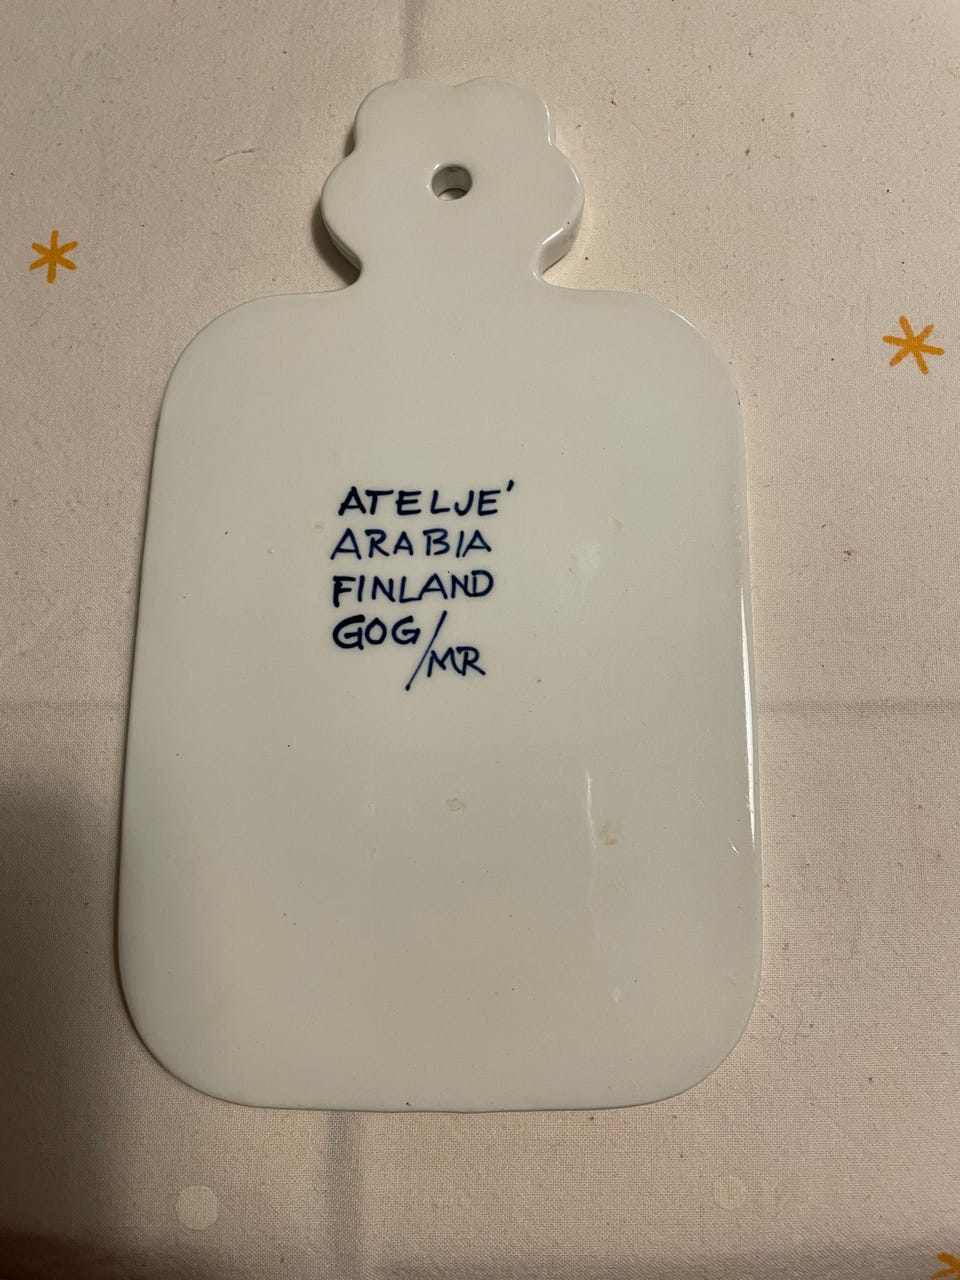 ATELJE'
ARABIA
FINLAND
GOG/MR